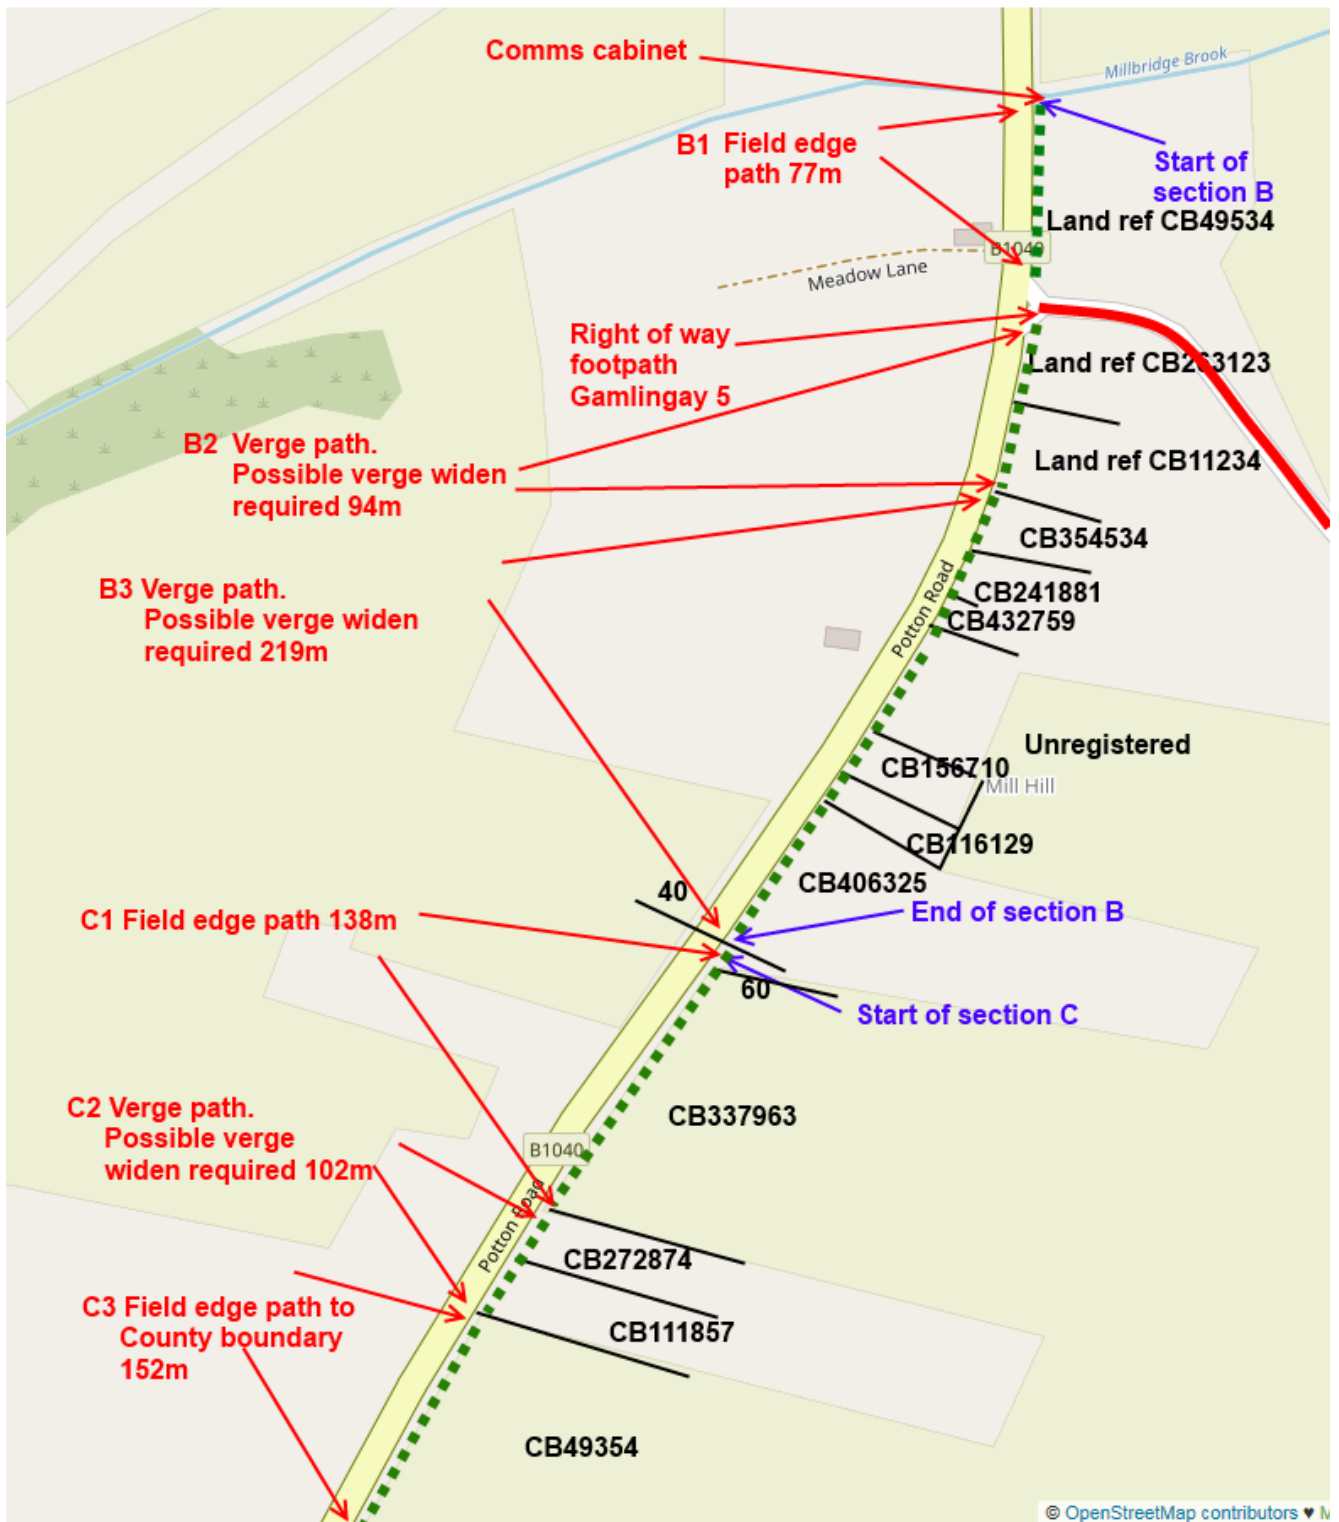 Comms cabinet
Millbridge Brook
B1 Field edge
path 77m
Start of
section B
Land ref CB49534
B1040
Meadow Lane
Right of way
footpath
Gamlingay 5
Land ref CB263123
B2 Verge path.
Possible verge widen
required 94m
Land ref CB11234
CB354534
B3 Verge path.
Possible verge widen
required 219m
CB241881
CB432759
Potton Road
Unregistered
CB156710
Mill Hill
CB116129
CB406325
40
End of section B
C1 Field edge path 138m
60
Start of section C
CB337963
C2 Verge path.
Possible verge
widen required 102m
B1040
Potton Road
CB272874
C3 Field edge path to
County boundary
152m
CB111857
CB49354
© OpenStreetMap contributors ♥ M